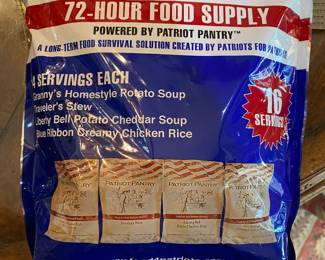 72-HOUR FOOD SUPPLY
POWERED BY PATRIOT PANTRY™
A LONG-TERM FOOD SURVIVAL SOLUTION CREATED BY PATRIOTS FOR
4 SERVINGS EACH
Granny's Homestyle Potato Soup
Traveler's Stew
Liberty Bell Potato Cheddar Soup
Blue Ribbon Creamy Chicken Rice
16
SERVINGS
PATRIOT PANTRY PATRIOT PANTRY PATRIOT PANTRY PATRIOT PANTRY